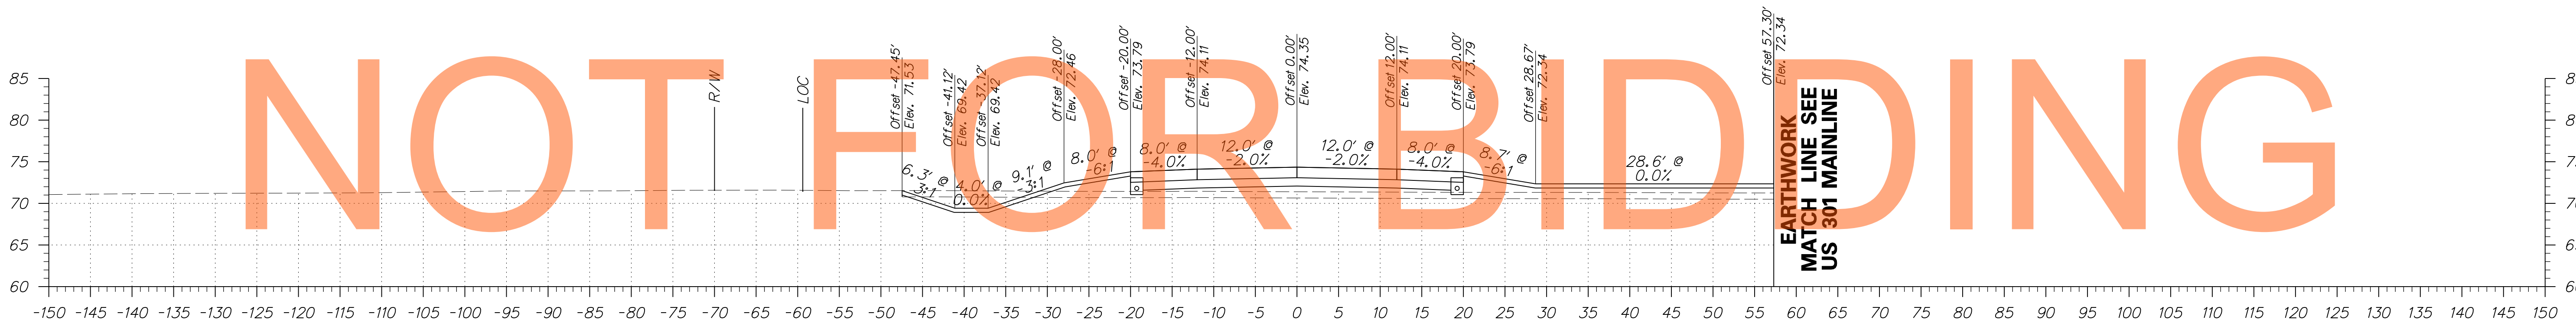 NOT FOR BIDDING
Offset -47.45'
Elev. 71.53
Offset -41.12'
Elev. 69.42
Offset -37.12'
Elev. 69.42
Offset -28.00'
Elev. 72.46
Offset -20.00'
Elev. 73.79
Offset -12.00'
Elev. 74.11
Offset 0.00'
Elev. 74.35
Offset 12.00'
Elev. 74.11
Offset 20.00'
Elev. 73.79
Offset 28.67'
Elev. 72.34
Offset 57.30'
Elev. 72.34
R/W
LOC
6.3' @
-3:1
4.0' @
0.0%
9.1' @
-3:1
8.0' @
-6:1
8.0' @
-4.0%
12.0' @
-2.0%
12.0' @
-2.0%
8.0' @
-4.0%
8.7' @
-6:1
28.6' @
0.0%
EARTHWORK
MATCH LINE SEE
US 301 MAINLINE
85
80
75
70
65
60
-150 -145 -140 -135 -130 -125 -120 -115 -110 -105 -100 -95 -90 -85 -80 -75 -70 -65 -60 -55 -50 -45 -40 -35 -30 -25 -20 -15 -10 -5 0 5 10 15 20 25 30 35 40 45 50 55 60 65 70 75 80 85 90 95 100 105 110 115 120 125 130 135 140 145 150